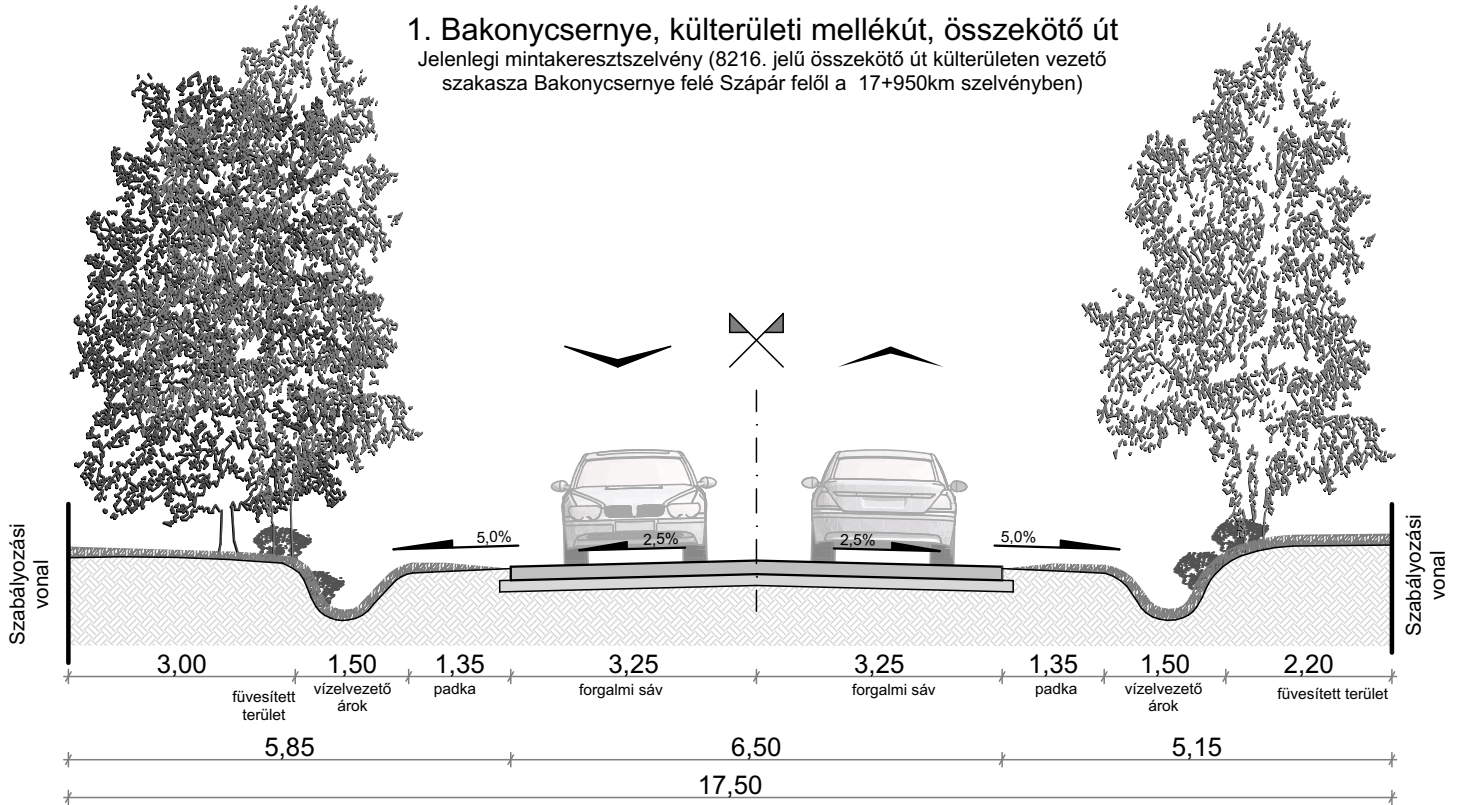 1. Bakonycsernye, külterületi mellékút, összekötő út
Jelenlegi mintakeresztszelvény (8216. jelű összekötő út külterületen vezető
szakasza Bakonycsernye felé Szápár felől a 17+950km szelvényben)
5,0%
2,5%
2,5%
5,0%
Szabályozási
vonal
Szabályozási
vonal
3,00
1,50
1,35
3,25
3,25
1,35
1,50
2,20
füvesített
terület
vízelvezető
árok
padka
forgalmi sáv
forgalmi sáv
padka
vízelvezető
árok
füvesített terület
5,85
6,50
5,15
17,50